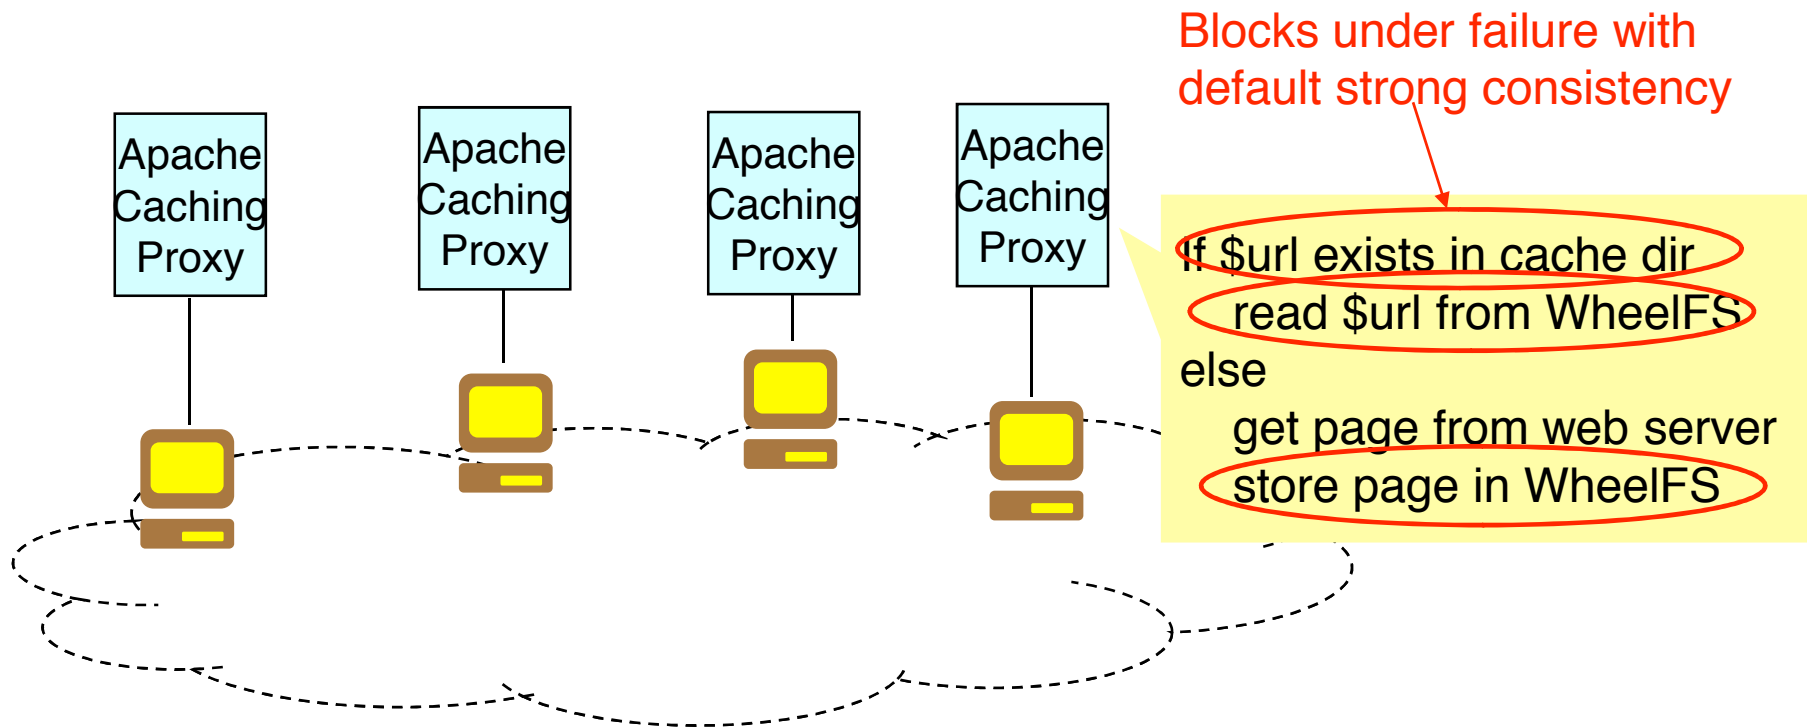 Blocks under failure with
default strong consistency
Apache
Caching
Proxy
Apache
Caching
Proxy
Apache
Caching
Proxy
Apache
Caching
Proxy
If $url exists in cache dir
read $url from WheelFS
else
get page from web server
store page in WheelFS